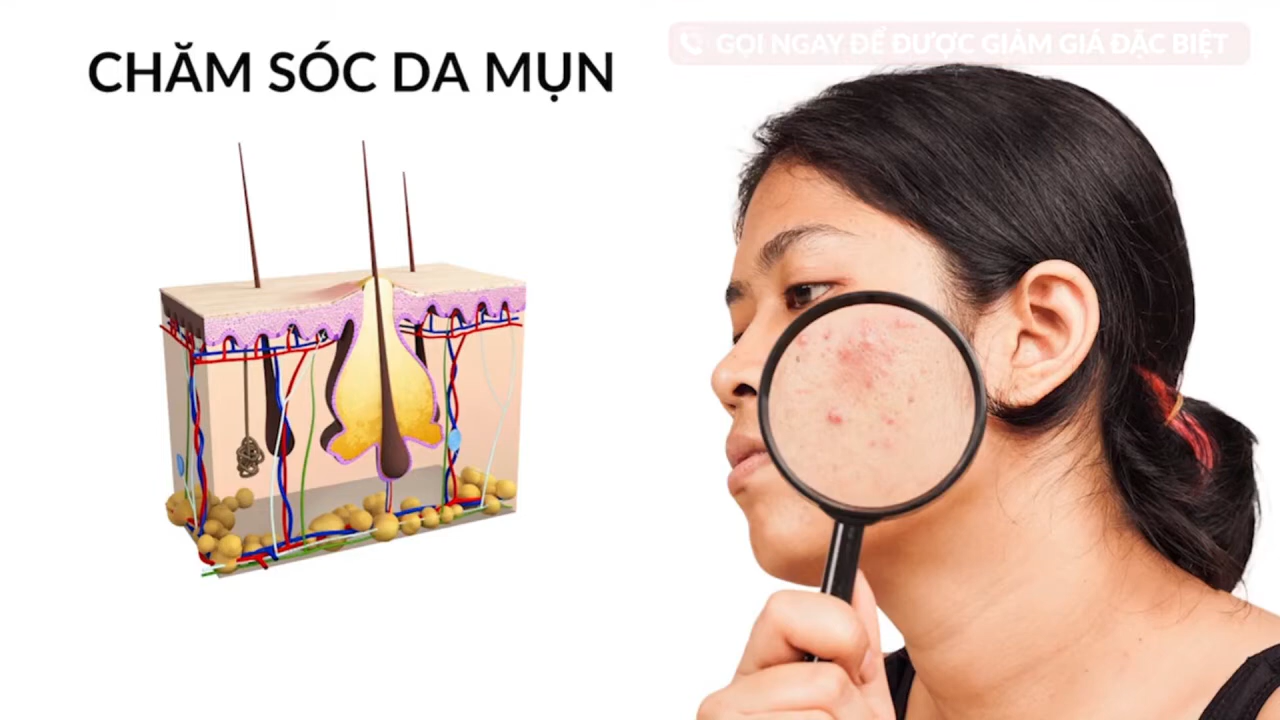 CHĂM SÓC DA MỤN
GỌI NGAY ĐỂ ĐƯỢC GIẢM GIÁ ĐẶC BIỆT